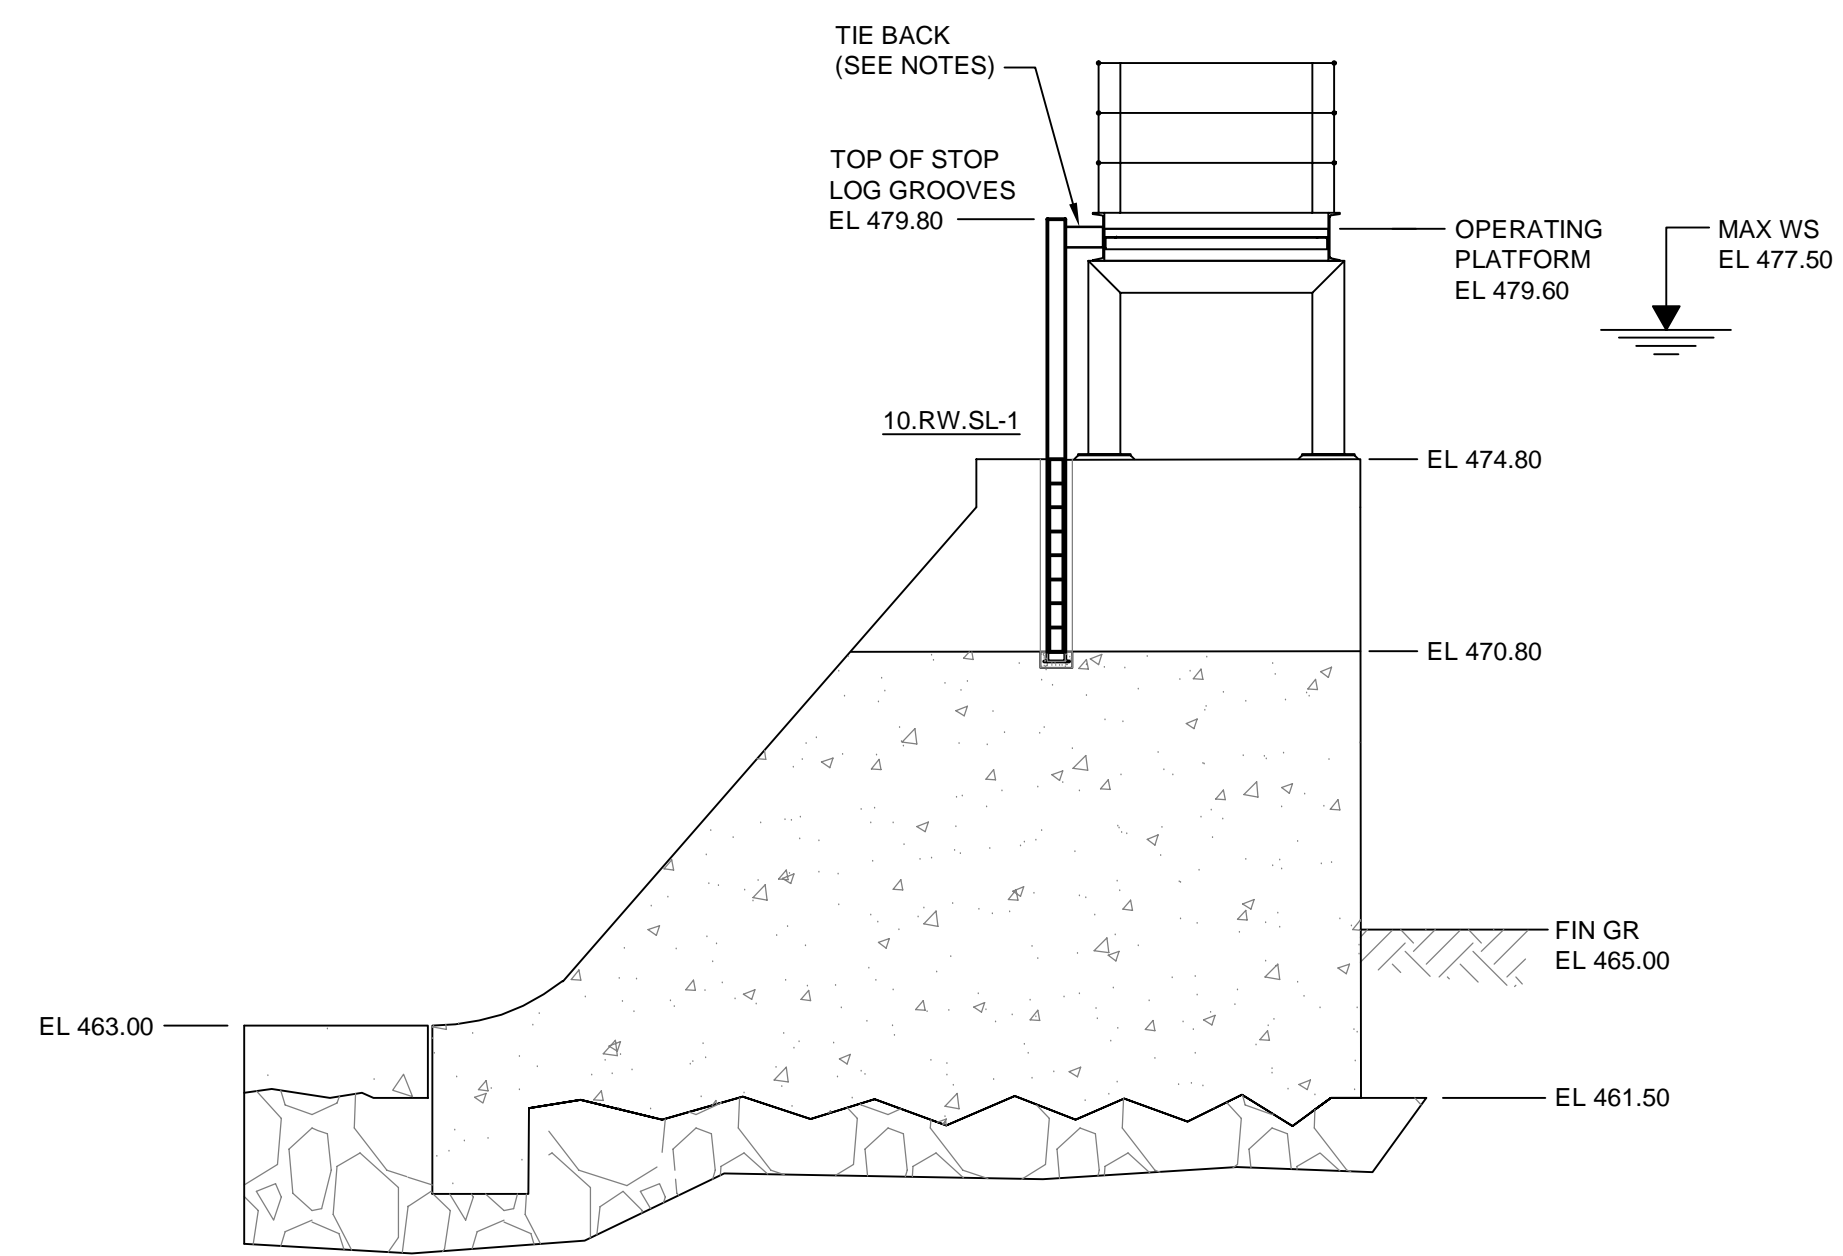 TIE BACK
(SEE NOTES)
TOP OF STOP
LOG GROOVES
EL 479.80
OPERATING
PLATFORM
EL 479.60
MAX WS
EL 477.50
10.RW.SL-1
EL 474.80
EL 470.80
FIN GR
EL 465.00
EL 463.00
EL 461.50